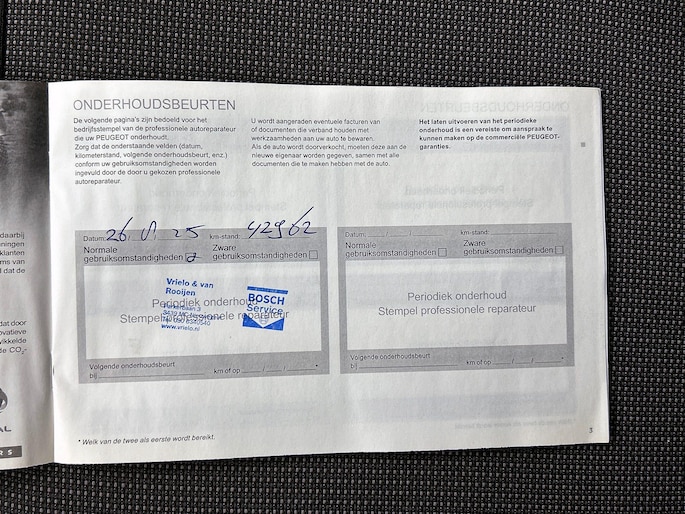 ONDERHOUDSBEURTEN
De volgende pagina's zijn bedoeld voor het
bedrijfsstempel van de professionele autoreparateur
die uw PEUGEOT onderhoudt.
Zorg dat de onderstaande velden (datum,
kilometerstand, volgende onderhoudsbeurt, enz.)
conform uw gebruiksomstandigheden worden
ingevuld door de door u gekozen professionele
autoreparateur.
U wordt aangeraden eventuele facturen van
of documenten die verband houden met
werkzaamheden aan uw auto te bewaren.
Als de auto wordt doorverkocht, moeten deze aan de
nieuwe eigenaar worden gegeven, samen met alle
documenten die te maken hebben met de auto.
Het laten uitvoeren van het periodieke
onderhoud is een vereiste om aanspraak te
kunnen maken op de commerciële PEUGEOT-
garanties.
Datum: 26 25 km-stand: 42962
Normale
gebruiksomstandigheden
Zware
gebruiksomstandigheden
Vrielo & van
Rooijen
Periodiek onderhoud
Stempel professionele reparateur
www.vrielo.nl
BOSCH
Service
Volgende onderhoudsbeurt
bij km of op / / *
Datum: / / km-stand:
Normale
gebruiksomstandigheden
Zware
gebruiksomstandigheden
Periodiek onderhoud
Stempel professionele reparateur
Volgende onderhoudsbeurt
bij km of op / / *
* Welk van de twee als eerste wordt bereikt.
3